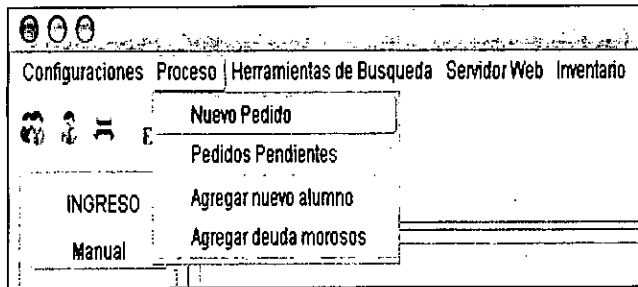 Configuraciones Proceso Herramientas de Busqueda Servidor Web Inventario
Nuevo Pedido
E
Pedidos Pendientes
INGRESO
Agregar nuevo alumno
Manual
Agregar deuda morosos